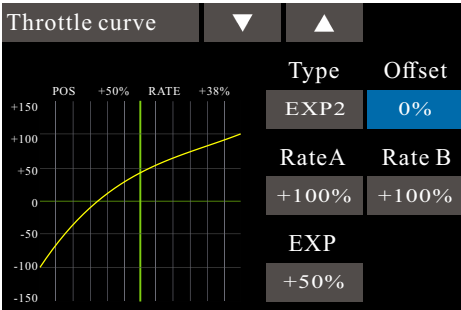 Throttle curve ▼ ▲
Type Offset
EXP2 0%
POS +50% RATE +38%
+150
+100
+50
0
-50
-100
-150
RateA Rate B
+100% +100%
EXP
+50%